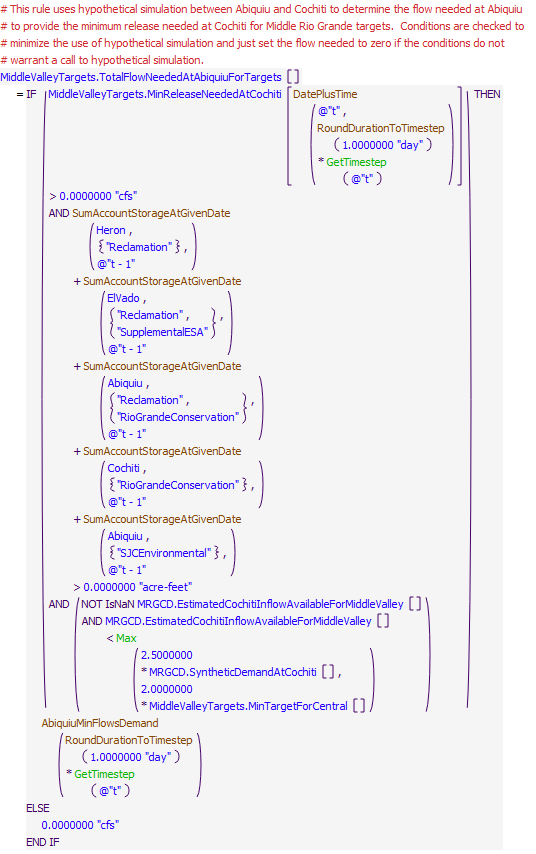 # This rule uses hypothetical simulation between Abiquiu and Cochiti to determine the flow needed at Abiquiu
# to provide the minimum release needed at Cochiti for Middle Rio Grande targets.  Conditions are checked to
# minimize the use of hypothetical simulation and just set the flow needed to zero if the conditions do not
# warrant a call to hypothetical simulation.
MiddleValleyTargets.TotalFlowNeededAtAbiquiuForTargets []
= IF MiddleValleyTargets.MinReleaseNeededAtCochiti [ DatePlusTime THEN
( @"t" ,
RoundDurationToTimestep
( 1.0000000 "day" )
* GetTimestep
( @"t" ) ) ]
> 0.0000000 "cfs"
AND SumAccountStorageAtGivenDate
( Heron ,
{ "Reclamation" } ,
@"t - 1" )
+ SumAccountStorageAtGivenDate
( ElVado ,
{ "Reclamation" ,
"SupplementalESA" } ,
@"t - 1" )
+ SumAccountStorageAtGivenDate
( Abiquiu ,
{ "Reclamation" ,
"RioGrandeConservation" } ,
@"t - 1" )
+ SumAccountStorageAtGivenDate
( Cochiti ,
{ "RioGrandeConservation" } ,
@"t - 1" )
+ SumAccountStorageAtGivenDate
( Abiquiu ,
{ "SJCEnvironmental" } ,
@"t - 1" )
> 0.0000000 "acre-feet"
AND ( NOT IsNaN MRGCD.EstimatedCochitiInflowAvailableForMiddleValley []
AND MRGCD.EstimatedCochitiInflowAvailableForMiddleValley []
< Max
( 2.5000000
* MRGCD.SyntheticDemandAtCochiti [] ,
2.0000000
* MiddleValleyTargets.MinTargetForCentral [] ) )
AbiquiuMinFlowsDemand
( RoundDurationToTimestep
( 1.0000000 "day" )
* GetTimestep
( @"t" ) )
ELSE
0.0000000 "cfs"
END IF